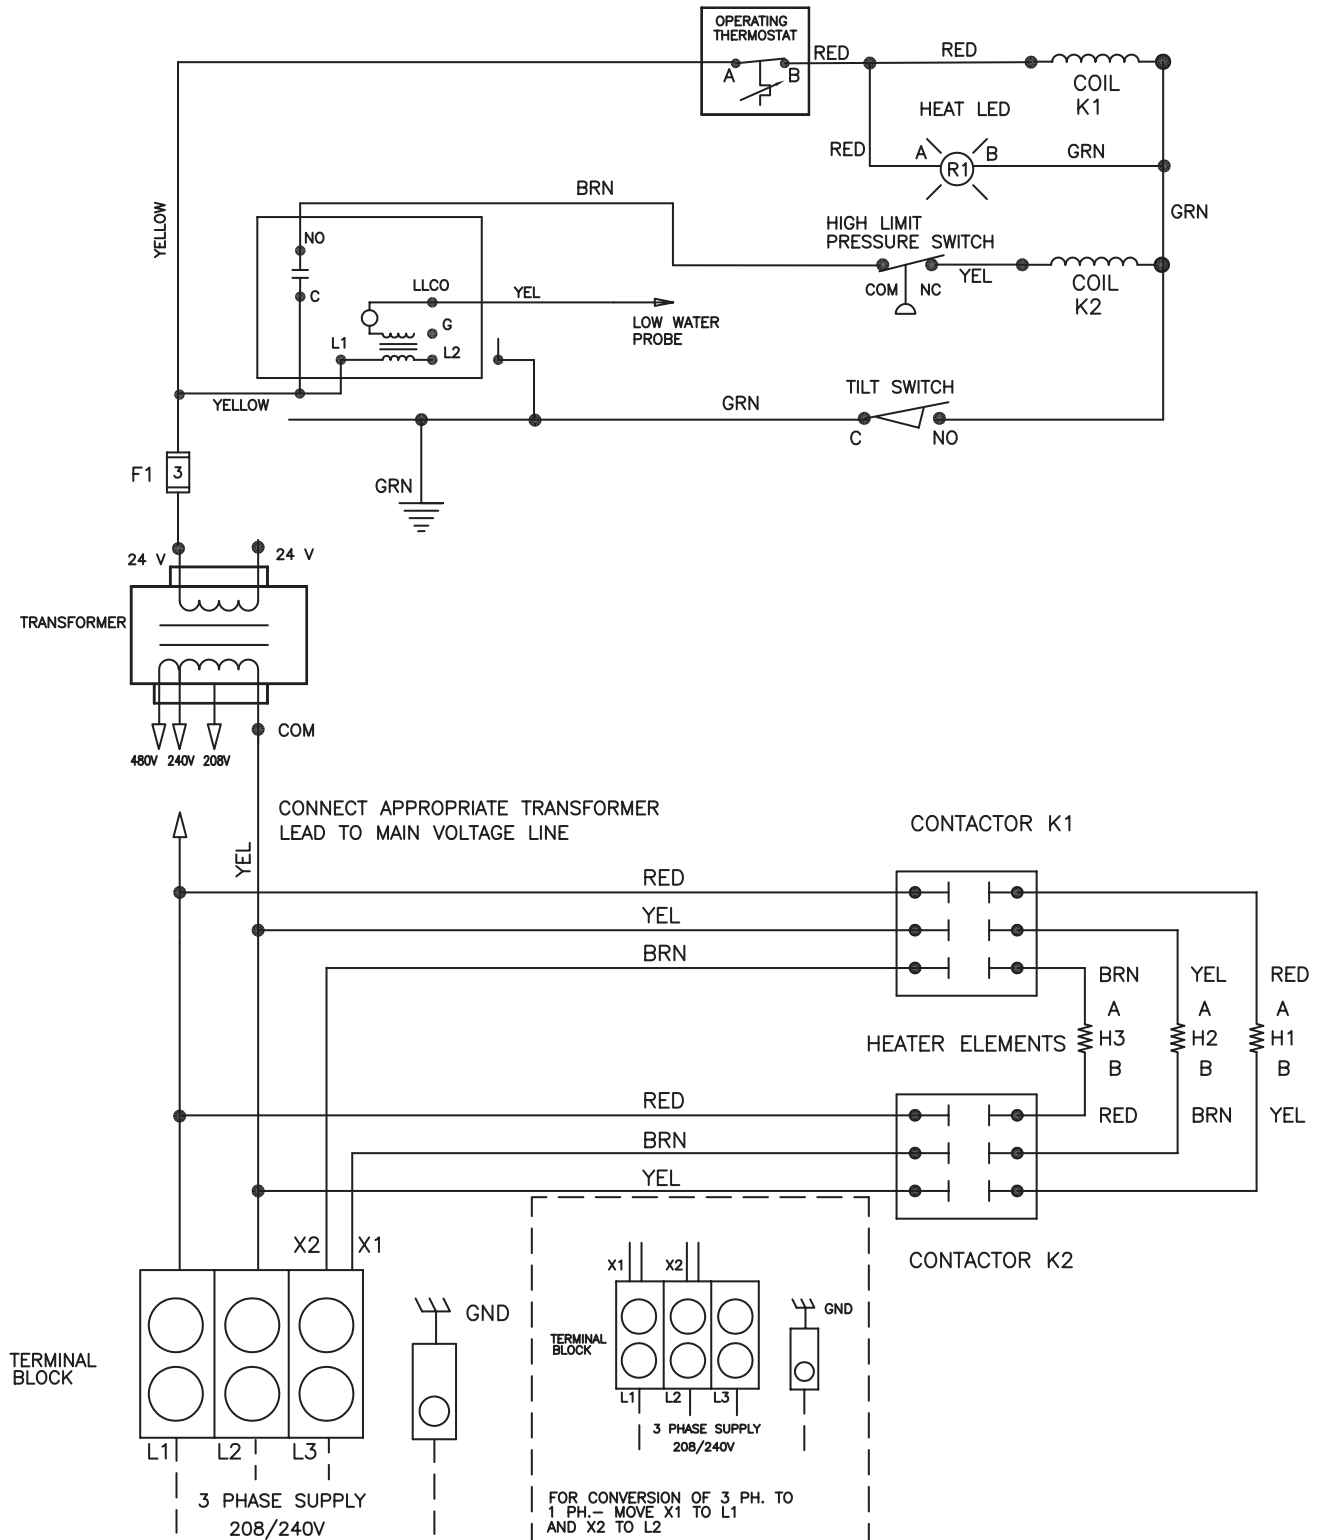 OPERATING
THERMOSTAT
A
B
RED
RED
COIL
K1
HEAT LED
RED
A
R1
B
GRN
GRN
YELLOW
BRN
NO
C
LLCO
YEL
LOW WATER
PROBE
G
L1
L2
HIGH LIMIT
PRESSURE SWITCH
COM
NC
YEL
COIL
K2
YELLOW
GRN
TILT SWITCH
C
NO
F1
3
GRN
24 V
24 V
TRANSFORMER
COM
480V
240V
208V
CONNECT APPROPRIATE TRANSFORMER
LEAD TO MAIN VOLTAGE LINE
YEL
CONTACTOR K1
RED
YEL
BRN
BRN
YEL
RED
A
A
A
HEATER ELEMENTS
H3
H2
H1
B
B
B
RED
BRN
YEL
RED
BRN
YEL
CONTACTOR K2
X2
X1
GND
TERMINAL
BLOCK
L1
L2
L3
3 PHASE SUPPLY
208/240V
X1
X2
GND
TERMINAL
BLOCK
L1
L2
L3
3 PHASE SUPPLY
208/240V
FOR CONVERSION OF 3 PH. TO
1 PH.– MOVE X1 TO L1
AND X2 TO L2